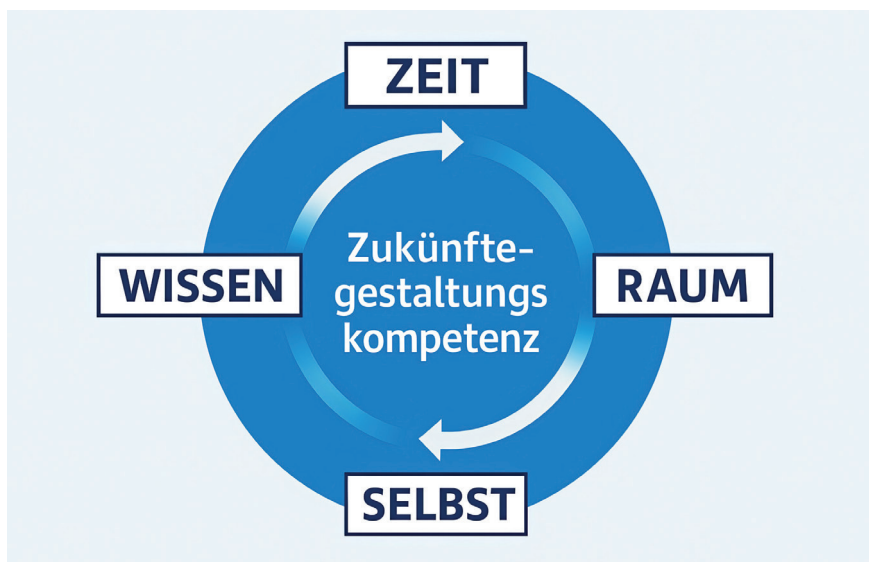 ZEIT
WISSEN
Zukünfte-
gestaltungs
kompetenz
RAUM
SELBST